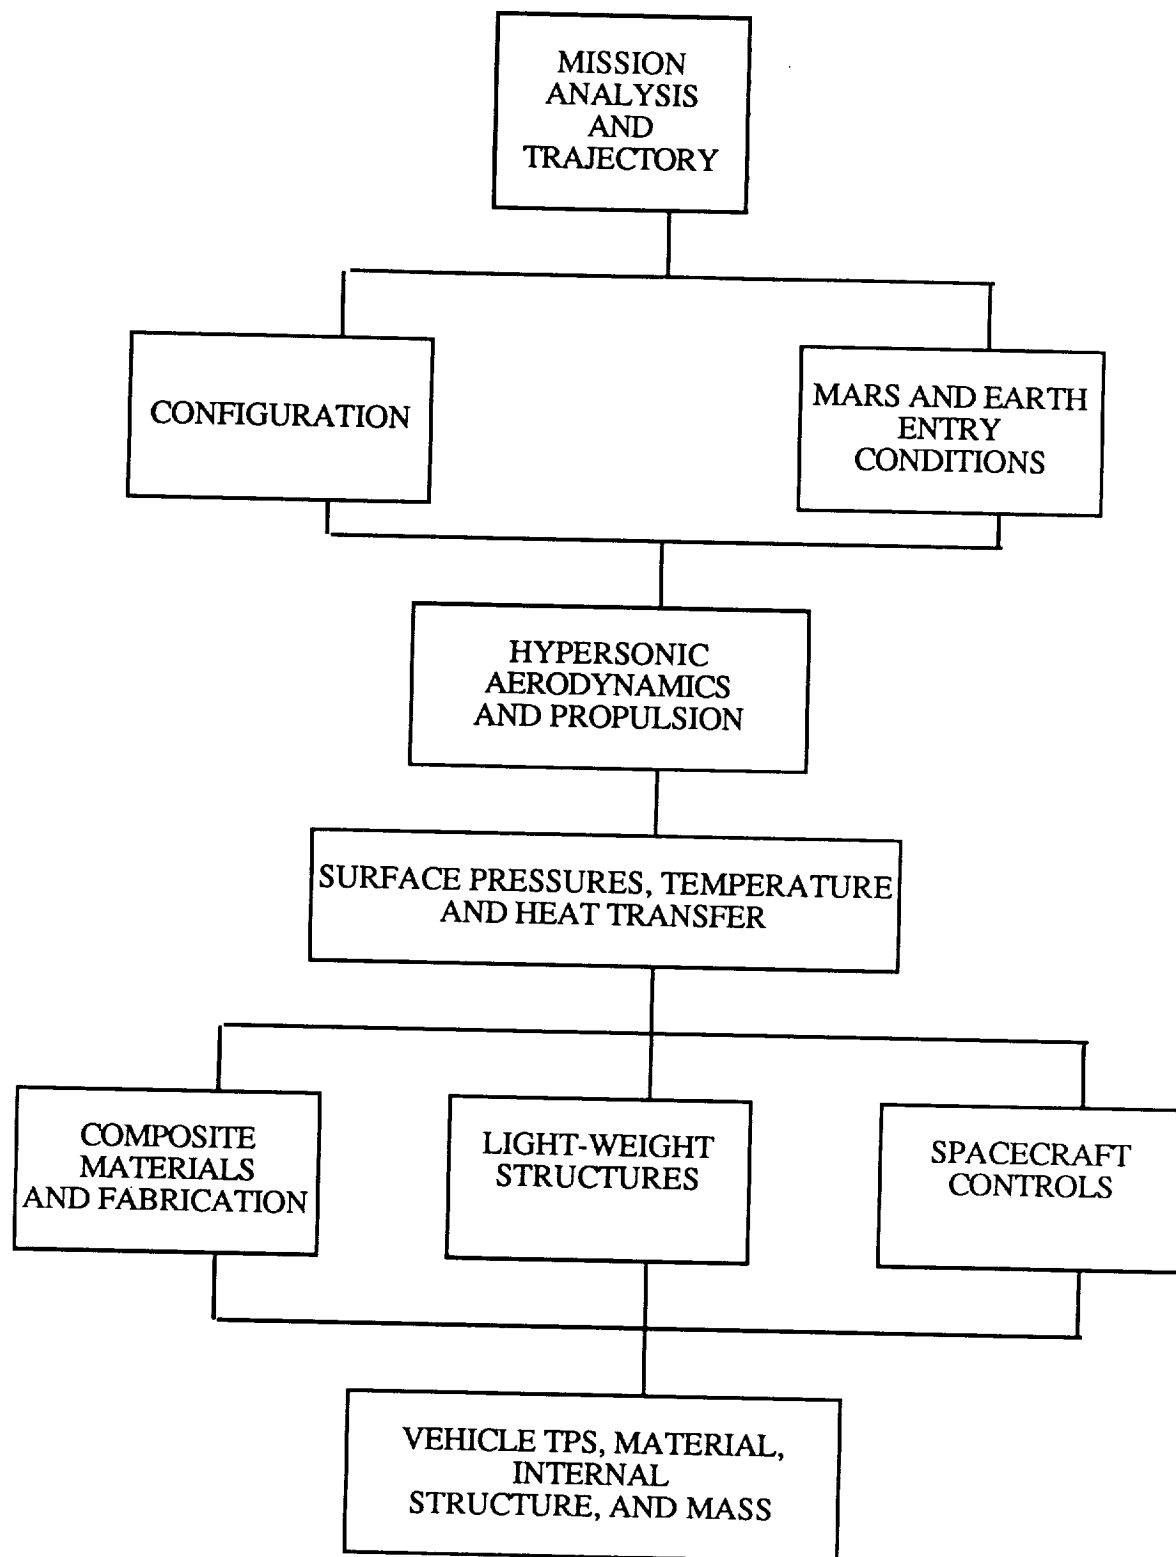 MISSION
ANALYSIS
AND
TRAJECTORY
CONFIGURATION
MARS AND EARTH
ENTRY
CONDITIONS
HYPERSONIC
AERODYNAMICS
AND PROPULSION
SURFACE PRESSURES, TEMPERATURE
AND HEAT TRANSFER
COMPOSITE
MATERIALS
AND FABRICATION
LIGHT-WEIGHT
STRUCTURES
SPACECRAFT
CONTROLS
VEHICLE TPS, MATERIAL,
INTERNAL
STRUCTURE, AND MASS